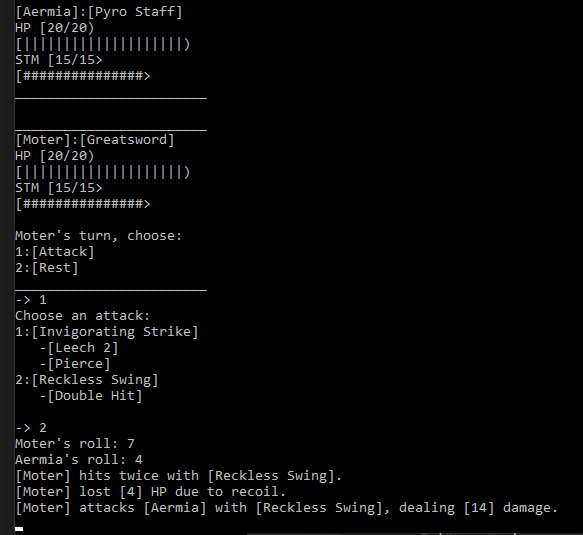 [Aermia]:[Pyro Staff]
HP [20/20)
[||||||||||||||||||||)
STM [15/15>
[###############>
________________________
________________________
[Moter]:[Greatsword]
HP [20/20)
[||||||||||||||||||||)
STM [15/15>
[###############>
Moter's turn, choose:
1:[Attack]
2:[Rest]
________________________
-> 1
Choose an attack:
1:[Invigorating Strike]
   -[Leech 2]
   -[Pierce]
2:[Reckless Swing]
   -[Double Hit]
-> 2
Moter's roll: 7
Aermia's roll: 4
[Moter] hits twice with [Reckless Swing].
[Moter] lost [4] HP due to recoil.
[Moter] attacks [Aermia] with [Reckless Swing], dealing [14] damage.